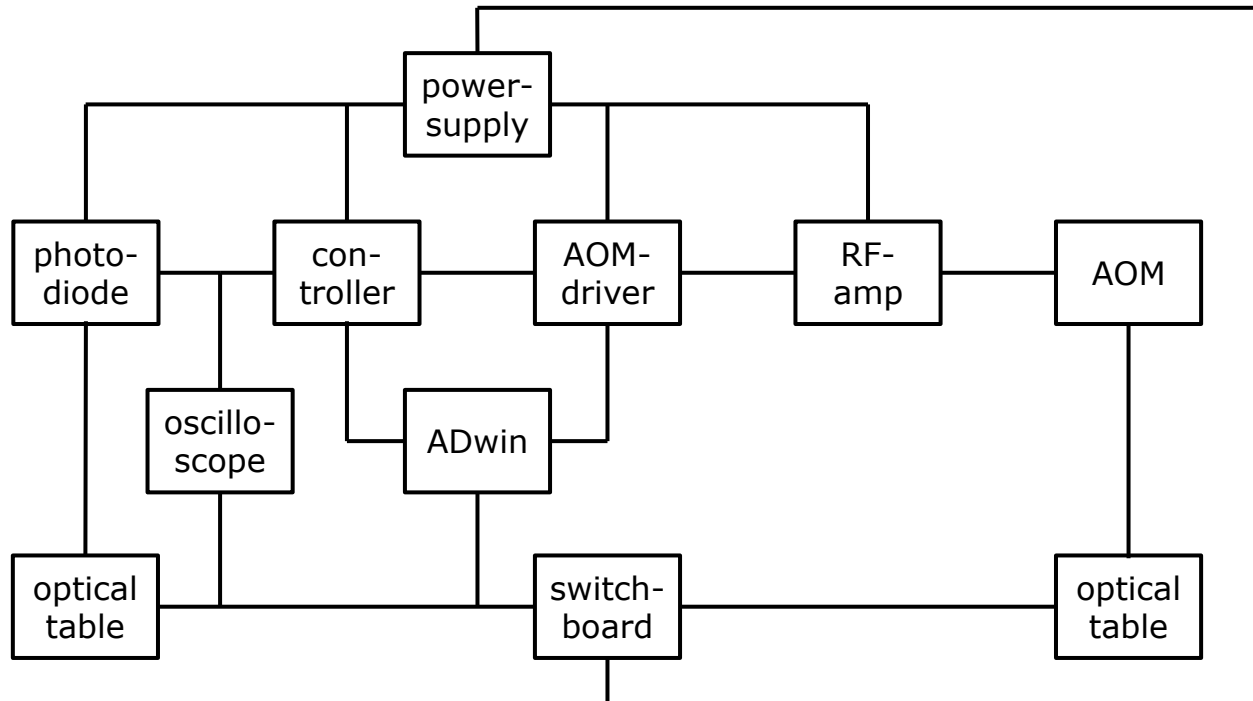 power-
supply
photo-
diode
con-
troller
AOM-
driver
RF-
amp
AOM
oscillo-
scope
ADwin
optical
table
switch-
board
optical
table